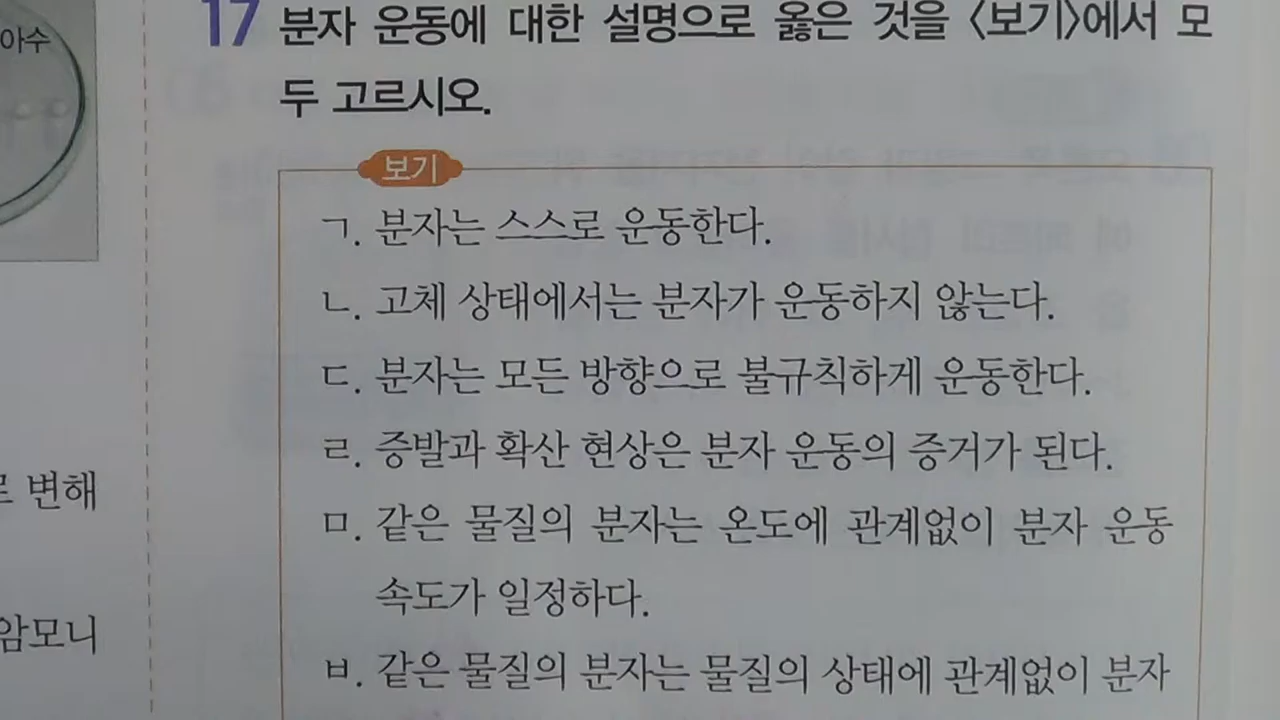 아수
17 분자 운동에 대한 설명으로 옳은 것을 <보기>에서 모
두 고르시오.
보기
ㄱ. 분자는 스스로 운동한다.
ㄴ. 고체 상태에서는 분자가 운동하지 않는다.
ㄷ. 분자는 모든 방향으로 불규칙하게 운동한다.
ㄹ. 증발과 확산 현상은 분자 운동의 증거가 된다.
ㅁ. 같은 물질의 분자는 온도에 관계없이 분자 운동
속도가 일정하다.
ㅂ. 같은 물질의 분자는 물질의 상태에 관계없이 분자
변해
암모니